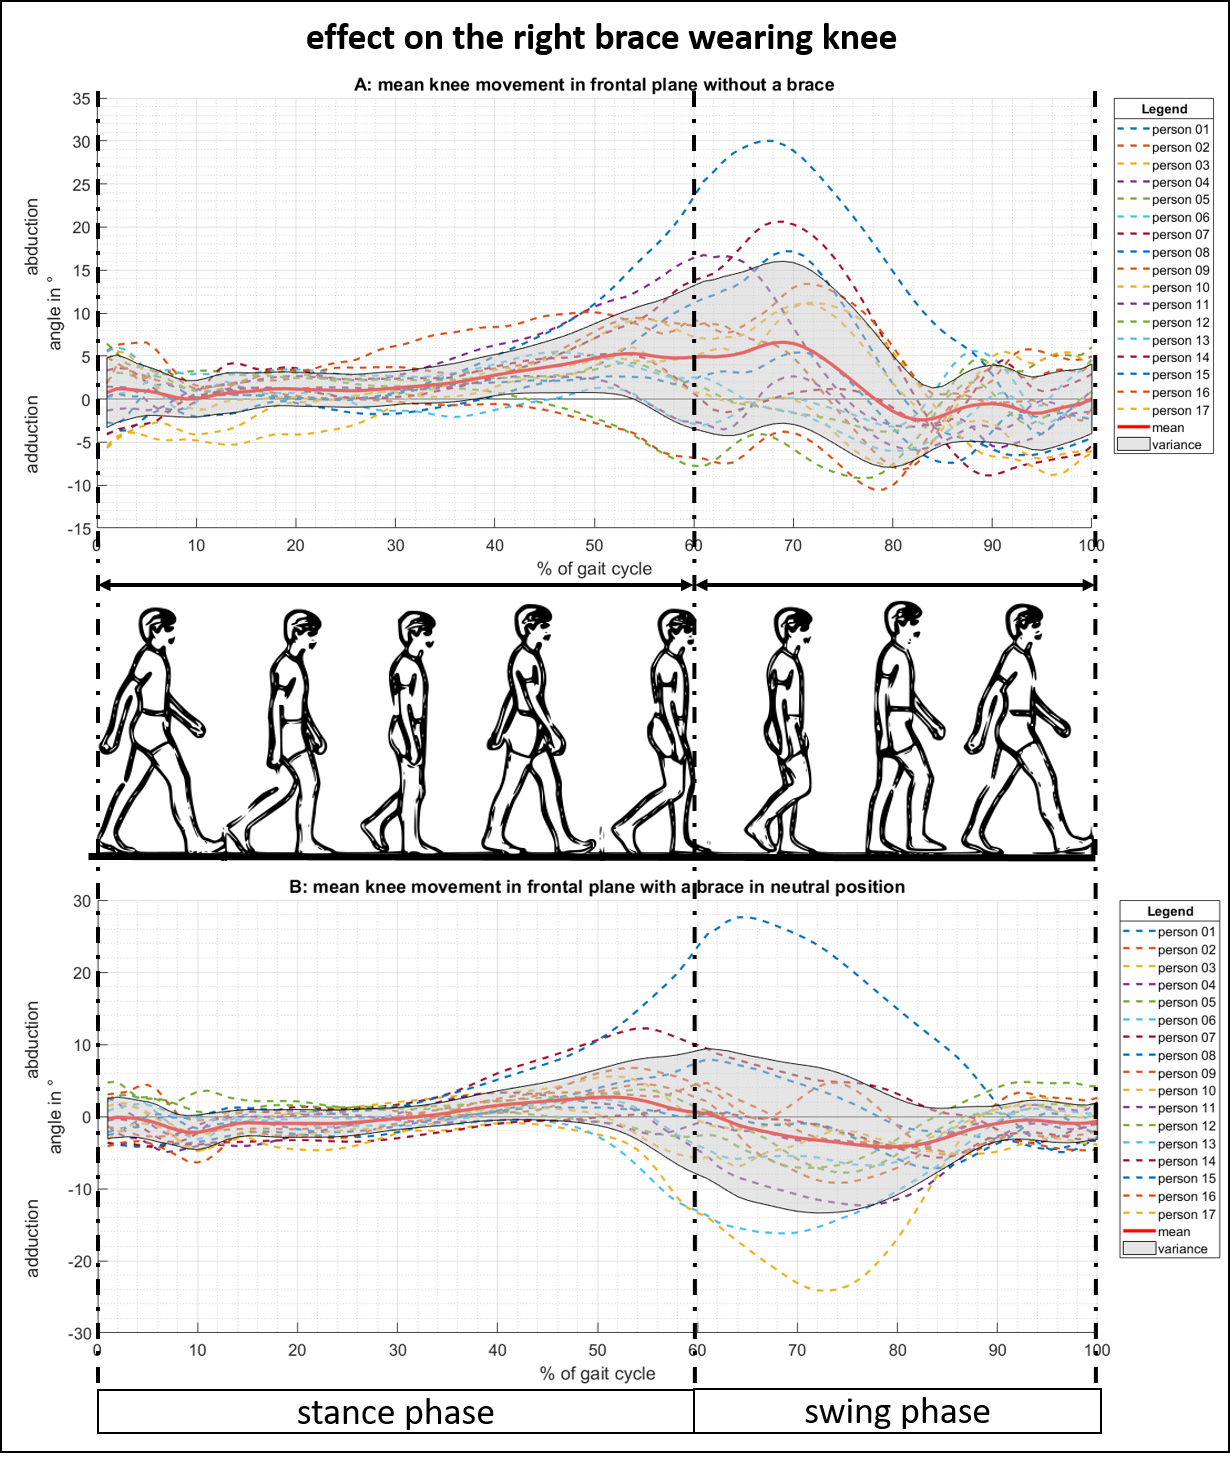 effect on the right brace wearing knee
A: mean knee movement in frontal plane without a brace
35
30
25
20
15
10
5
0
-5
-10
-15
abduction
angle in °
adduction
0 10 20 30 40 50 60 70 80 90 100
% of gait cycle
Legend
person 01
person 02
person 03
person 04
person 05
person 06
person 07
person 08
person 09
person 10
person 11
person 12
person 13
person 14
person 15
person 16
person 17
mean
variance
B: mean knee movement in frontal plane with a brace in neutral position
30
20
10
0
-10
-20
-30
abduction
angle in °
adduction
0 10 20 30 40 50 60 70 80 90 100
% of gait cycle
Legend
person 01
person 02
person 03
person 04
person 05
person 06
person 07
person 08
person 09
person 10
person 11
person 12
person 13
person 14
person 15
person 16
person 17
mean
variance
stance phase
swing phase